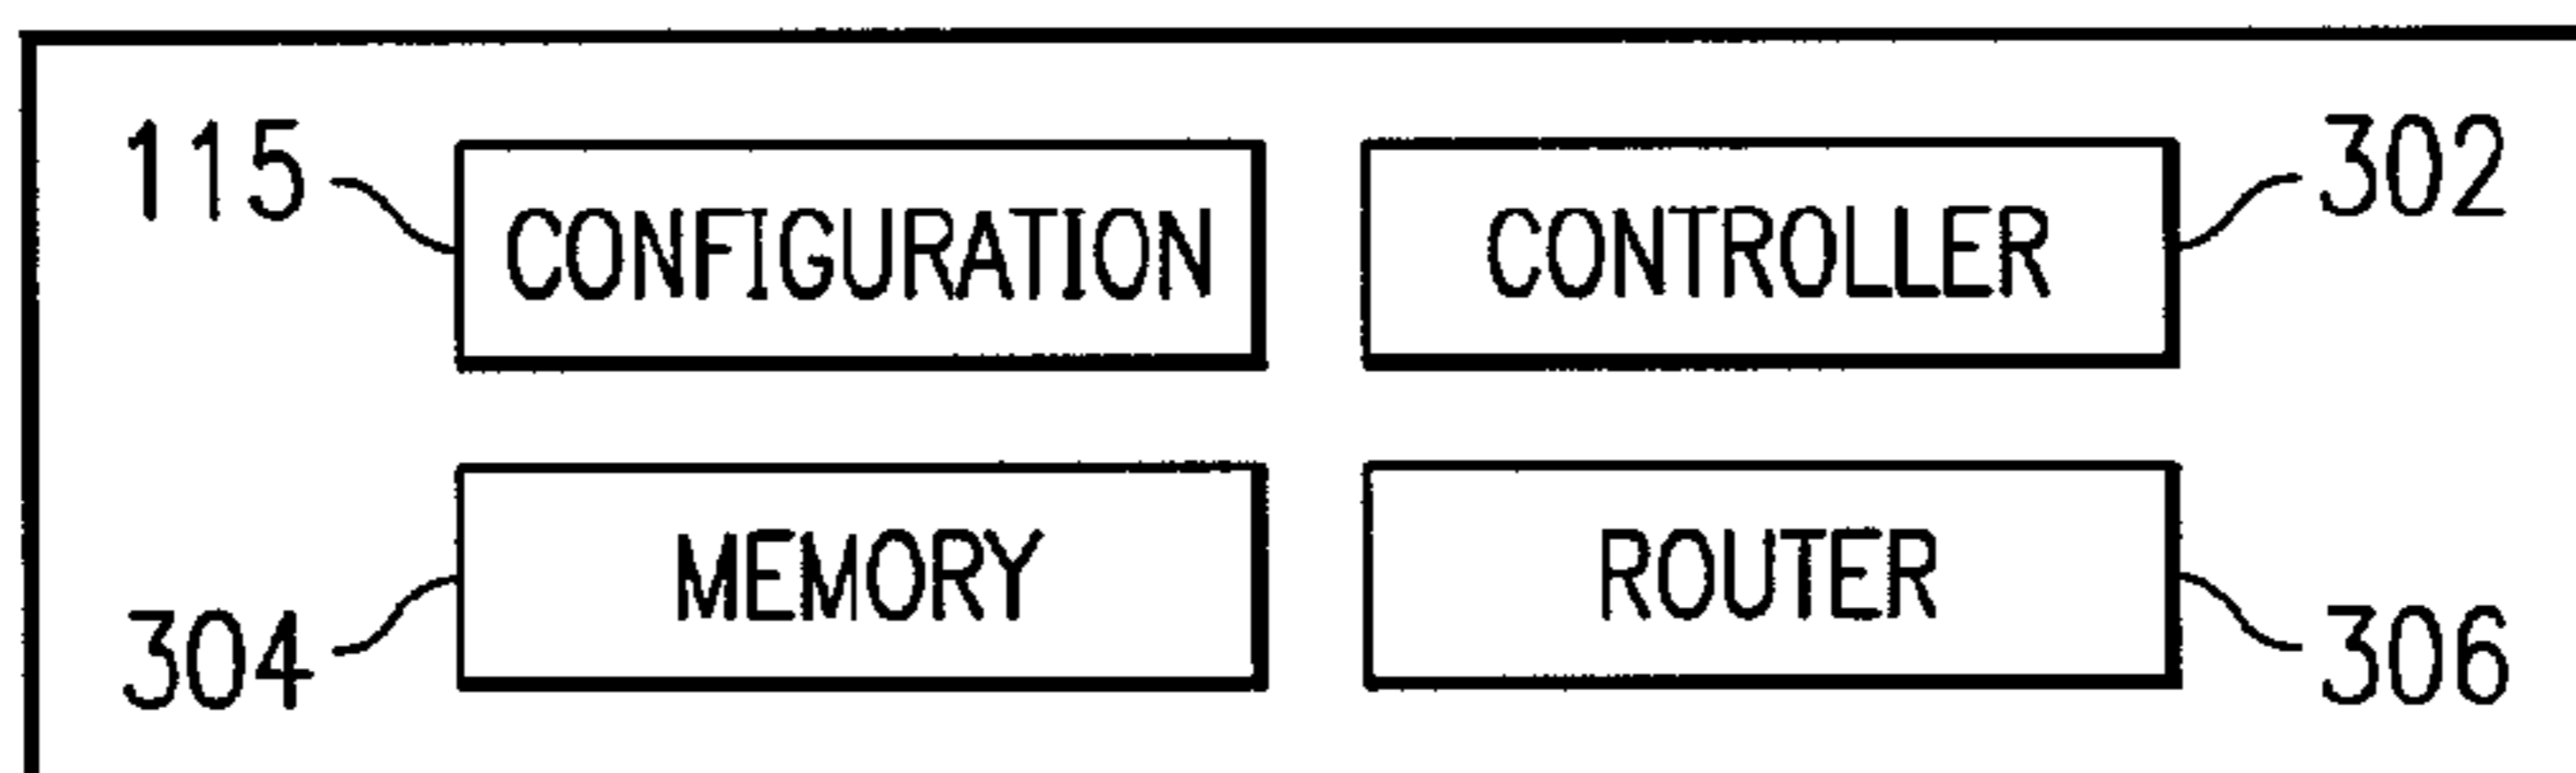 115 CONFIGURATION CONTROLLER 302
304 MEMORY ROUTER 306